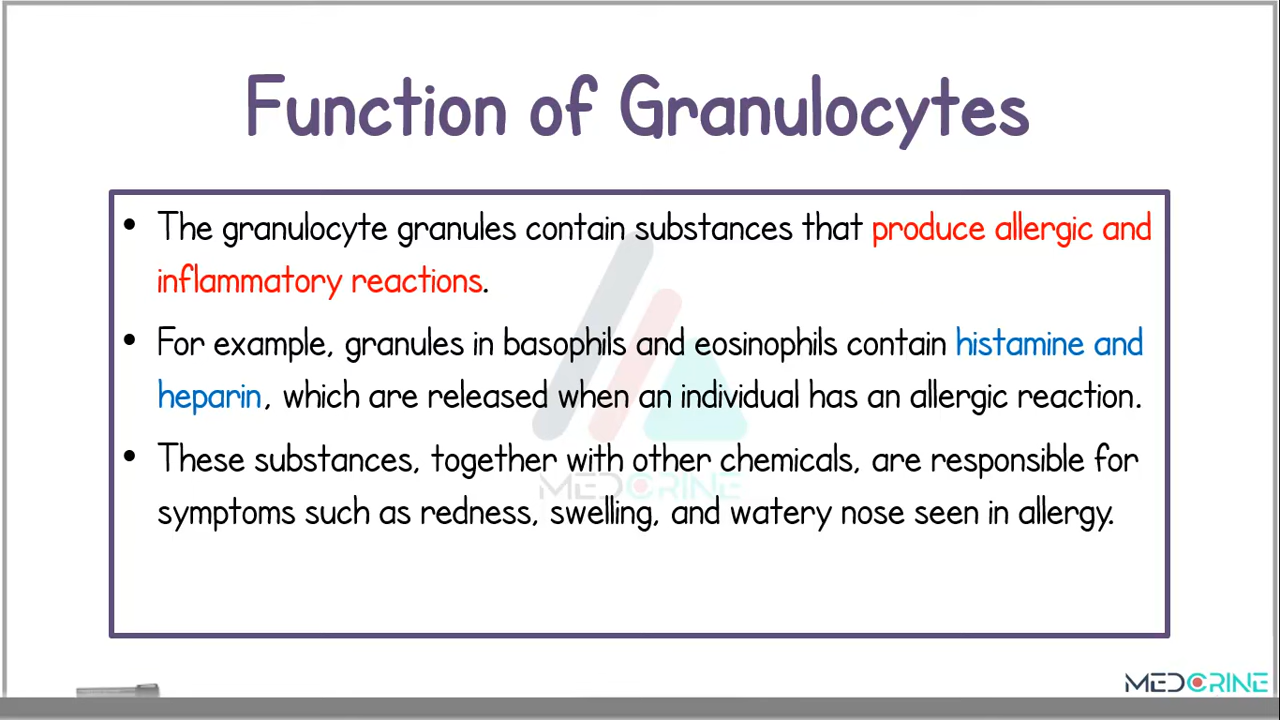 Function of Granulocytes
• The granulocyte granules contain substances that produce allergic and
inflammatory reactions.
• For example, granules in basophils and eosinophils contain histamine and
heparin, which are released when an individual has an allergic reaction.
• These substances, together with other chemicals, are responsible for
symptoms such as redness, swelling, and watery nose seen in allergy.
MEDCRINE
MEDCRINE